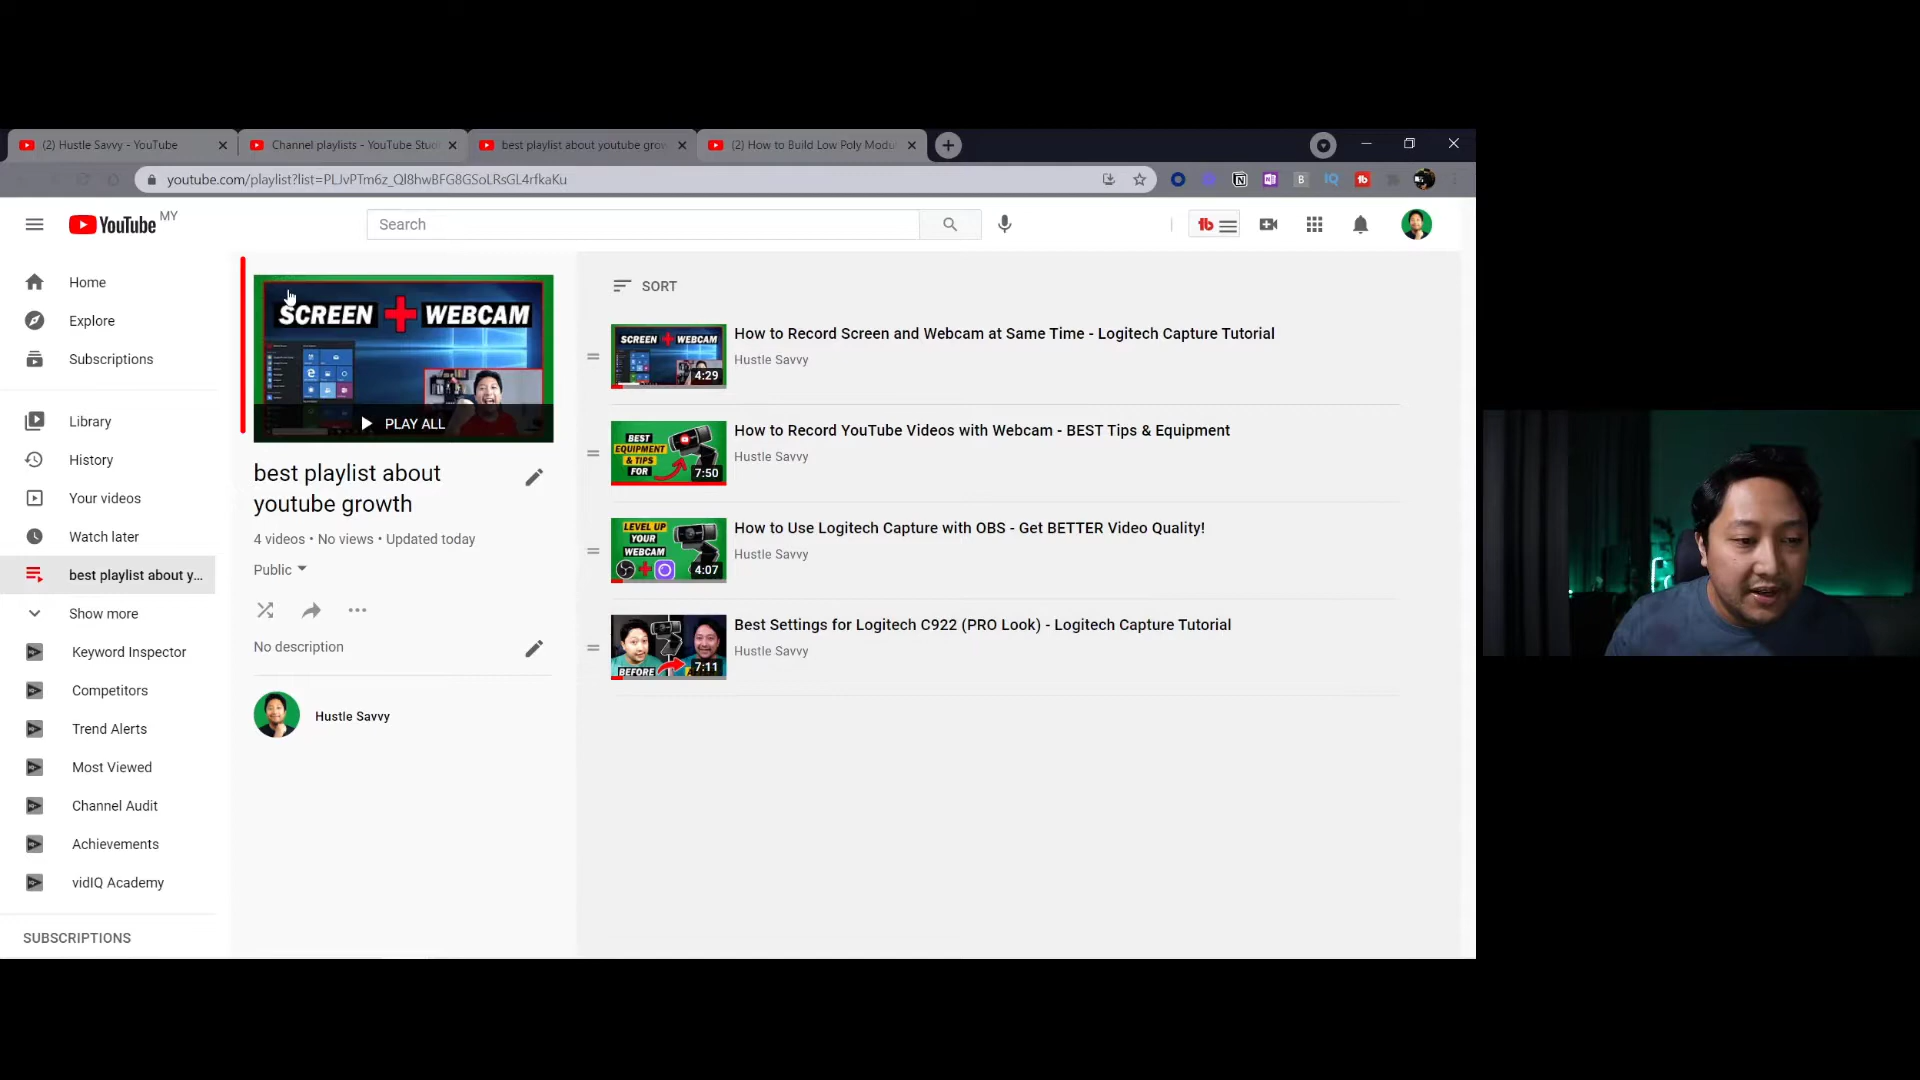 (2) Hustle Savvy - YouTube
Channel playlists - YouTube Stud
best playlist about youtube grow
(2) How to Build Low Poly Modu
youtube.com/playlist?list=PLJvPTm6z_Ql8hwBFG8GSoLRsGL4rfkaKu
YouTube MY
Search
Home
Explore
Subscriptions
Library
History
Your videos
Watch later
best playlist about y...
Show more
Keyword Inspector
Competitors
Trend Alerts
Most Viewed
Channel Audit
Achievements
vidIQ Academy
SUBSCRIPTIONS
SCREEN + WEBCAM
PLAY ALL
best playlist about
youtube growth
4 videos • No views • Updated today
Public
No description
Hustle Savvy
SORT
SCREEN + WEBCAM
4:29
How to Record Screen and Webcam at Same Time - Logitech Capture Tutorial
Hustle Savvy
BEST
EQUIPMENT
& TIPS
FOR
7:50
How to Record YouTube Videos with Webcam - BEST Tips & Equipment
Hustle Savvy
LEVEL UP
YOUR
WEBCAM
4:07
How to Use Logitech Capture with OBS - Get BETTER Video Quality!
Hustle Savvy
BEFORE
7:11
Best Settings for Logitech C922 (PRO Look) - Logitech Capture Tutorial
Hustle Savvy